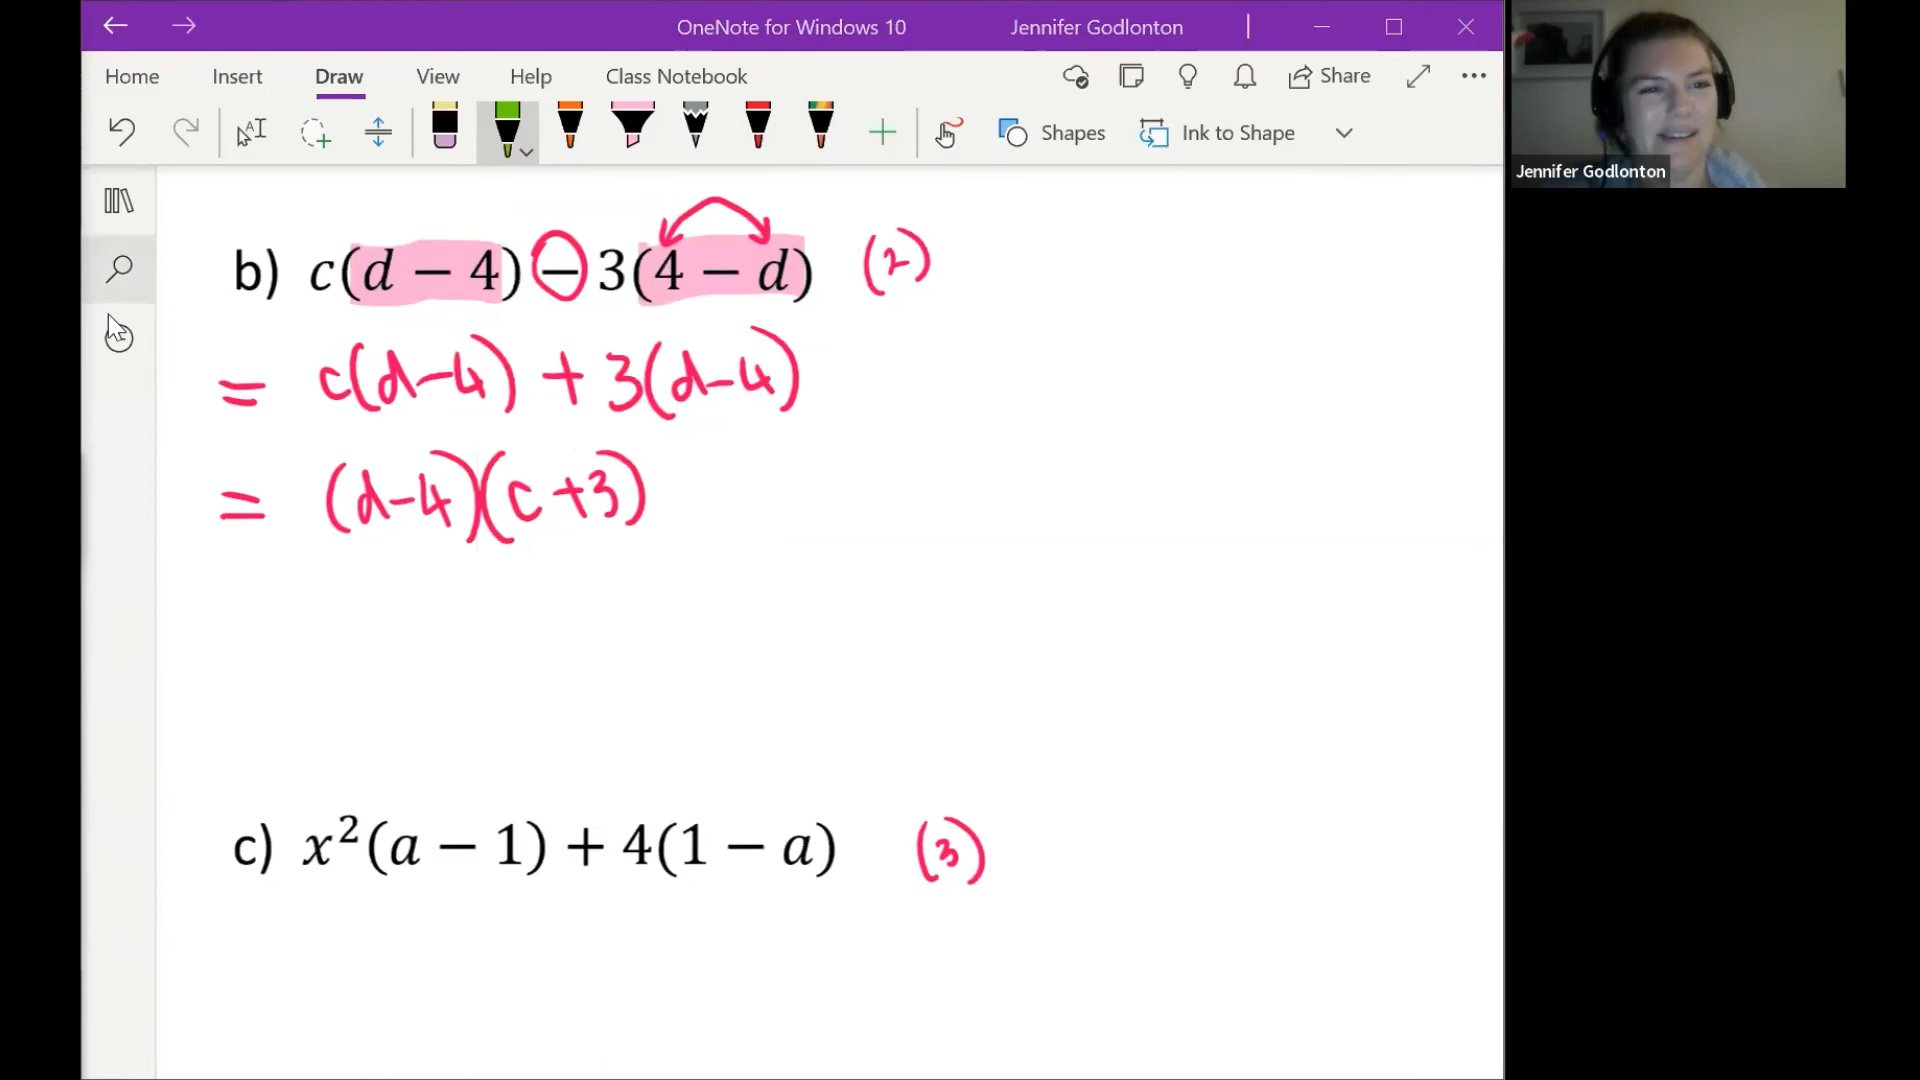 OneNote for Windows 10 Jennifer Godlonton
Home Insert Draw View Help Class Notebook Share
Shapes Ink to Shape
Jennifer Godlonton
b) c(d − 4) − 3(4 − d) (2)
= c(d-4) + 3(d-4)
= (d-4)(c+3)
c) x²(a − 1) + 4(1 − a) (3)